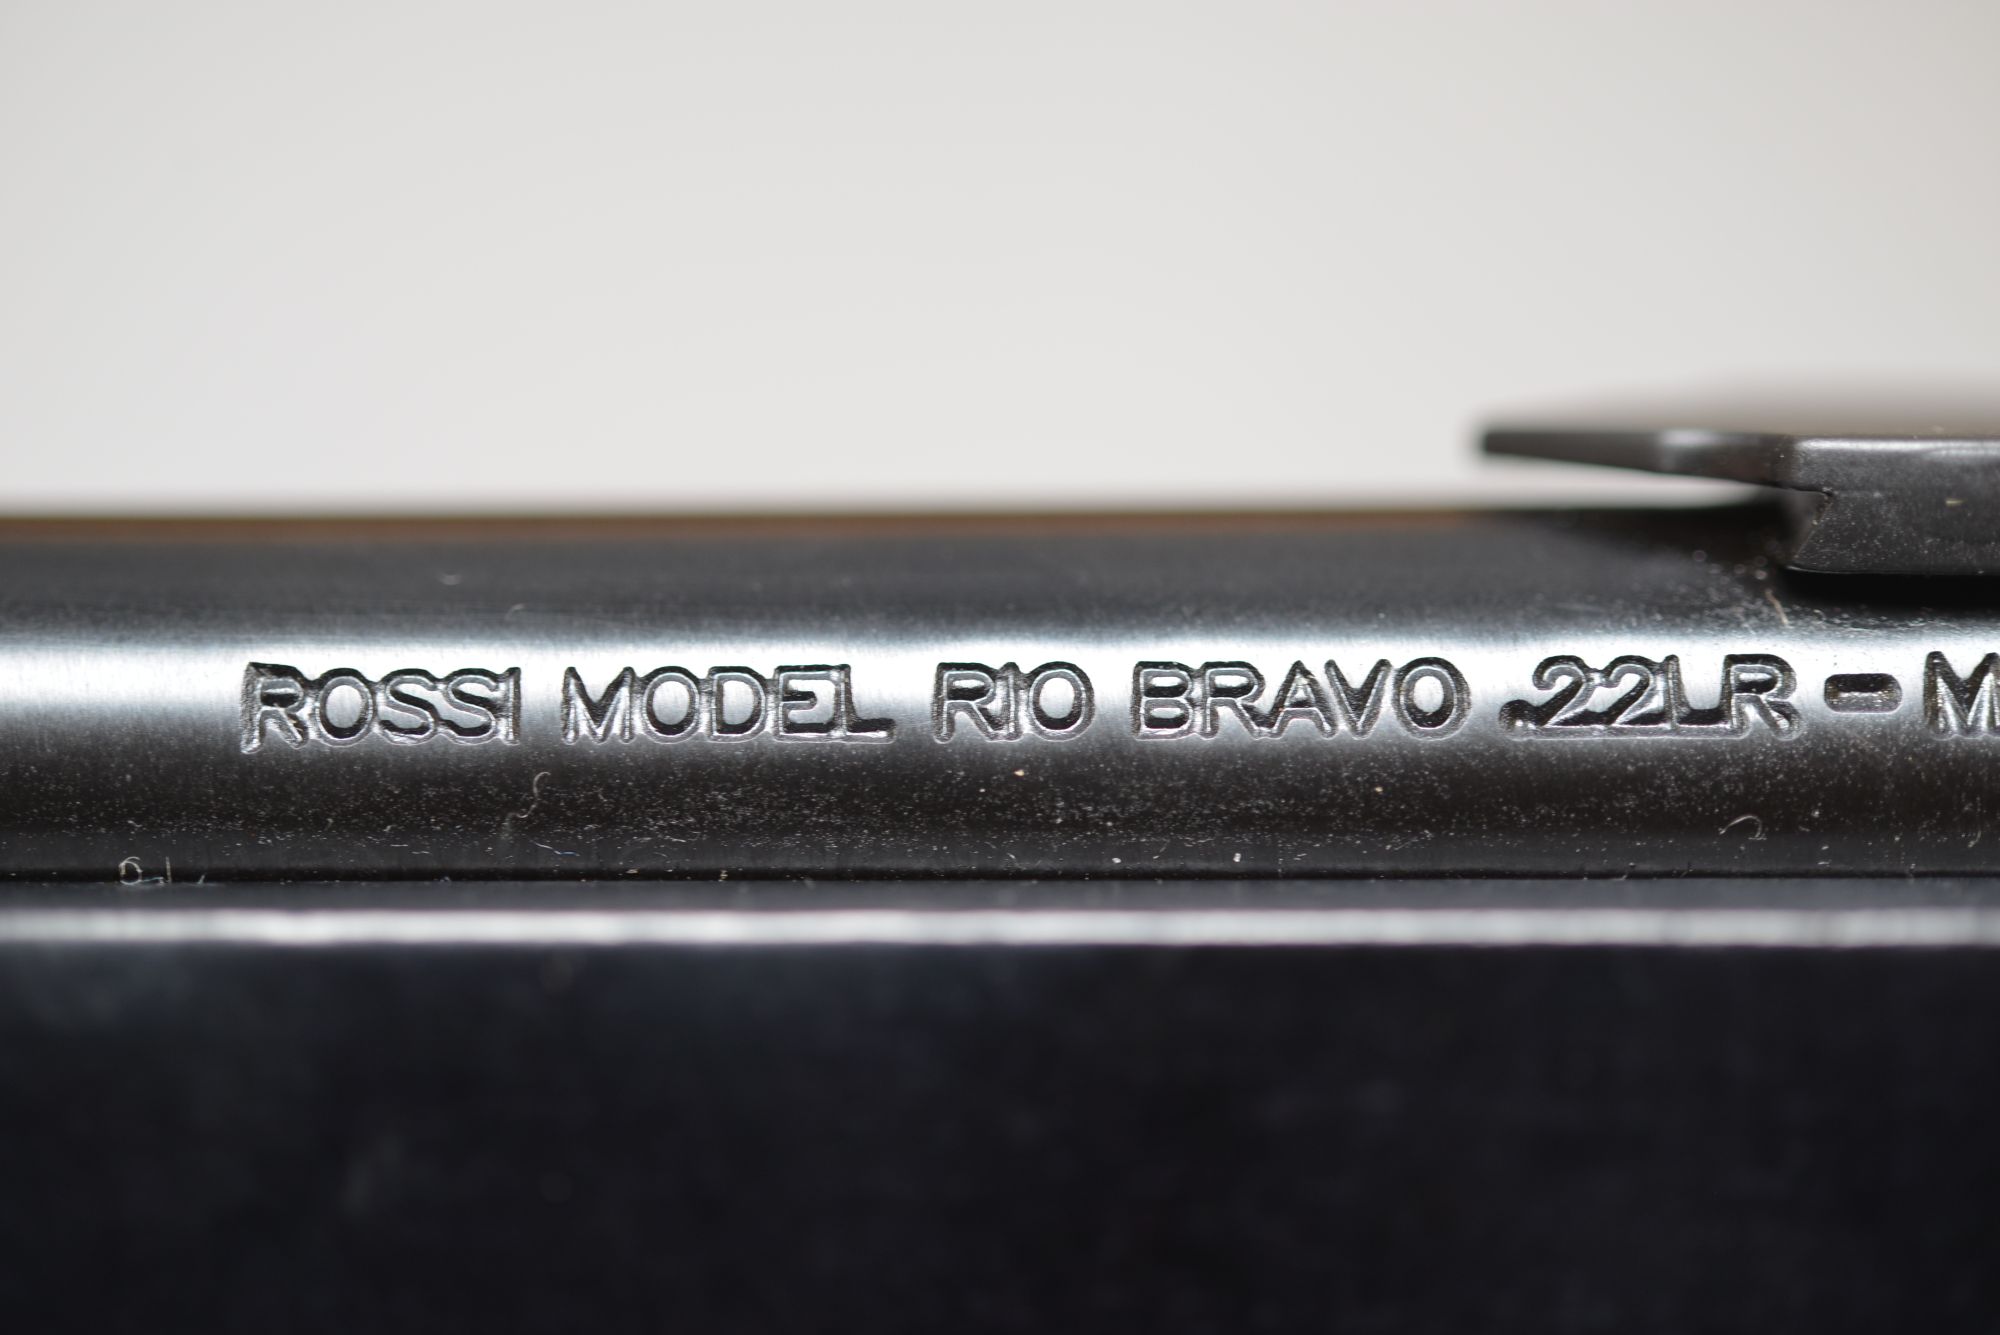 ROSSI MODEL RIO BRAVO .22LR - M